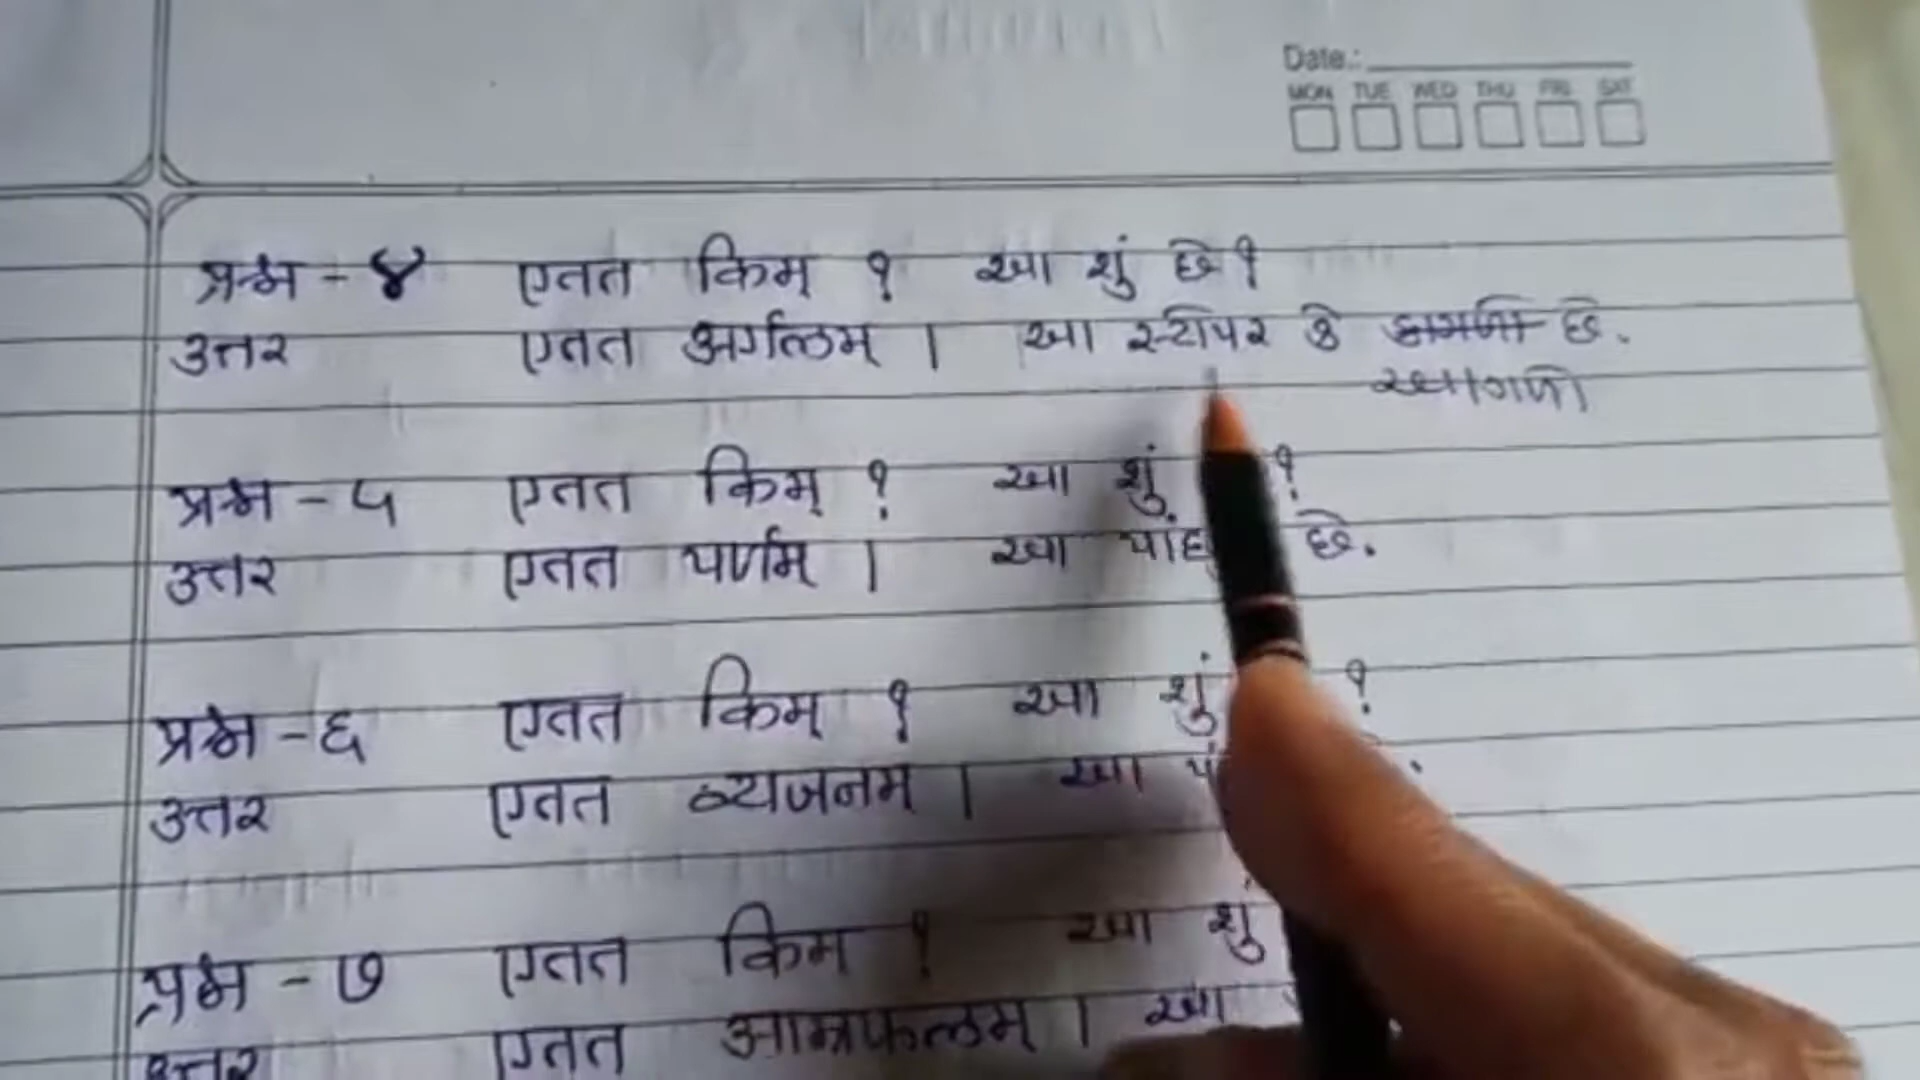 Date.:
MON TUE WED THU FRI SAT
प्रश्न - ४ एतत किम् ? આ શું છે?
उत्तर एतत अर्गलम् । આ સ્ટોપર કે છે.
આગળો
प्रश्न - ५ एतत किम् ? આ શું ?
उत्तर एतत पर्णम् । આ છે.
प्रश्न - ६ एतत किम् ? આ શું ?
उत्तर एतत व्यजनम् । આ
प्रश्न - ७ एतत किम ? આ શું
उत्तर एतत आम्रफलम् । આ